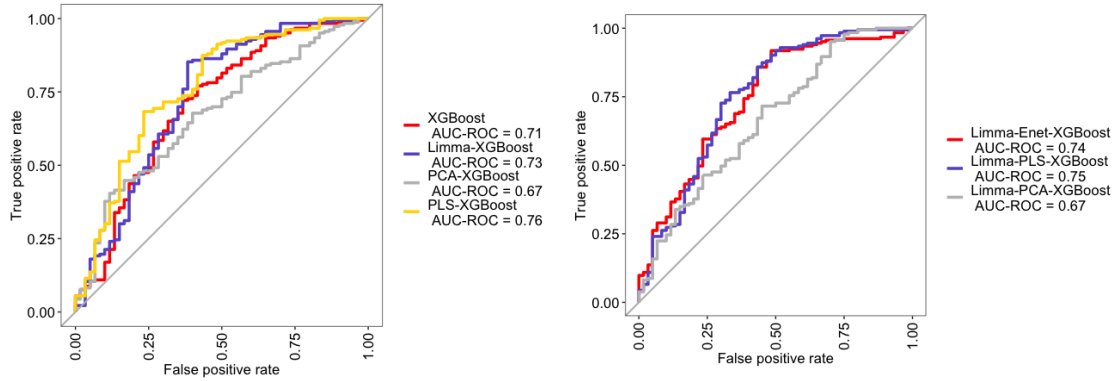 1.00
0.75
0.50
0.25
0.00
True positive rate
0.00
0.25
0.50
0.75
1.00
False positive rate
XGBoost
AUC-ROC = 0.71
Limma-XGBoost
AUC-ROC = 0.73
PCA-XGBoost
AUC-ROC = 0.67
PLS-XGBoost
AUC-ROC = 0.76
1.00
0.75
0.50
0.25
0.00
True positive rate
0.00
0.25
0.50
0.75
1.00
False positive rate
Limma-Enet-XGBoost
AUC-ROC = 0.74
Limma-PLS-XGBoost
AUC-ROC = 0.75
Limma-PCA-XGBoost
AUC-ROC = 0.67